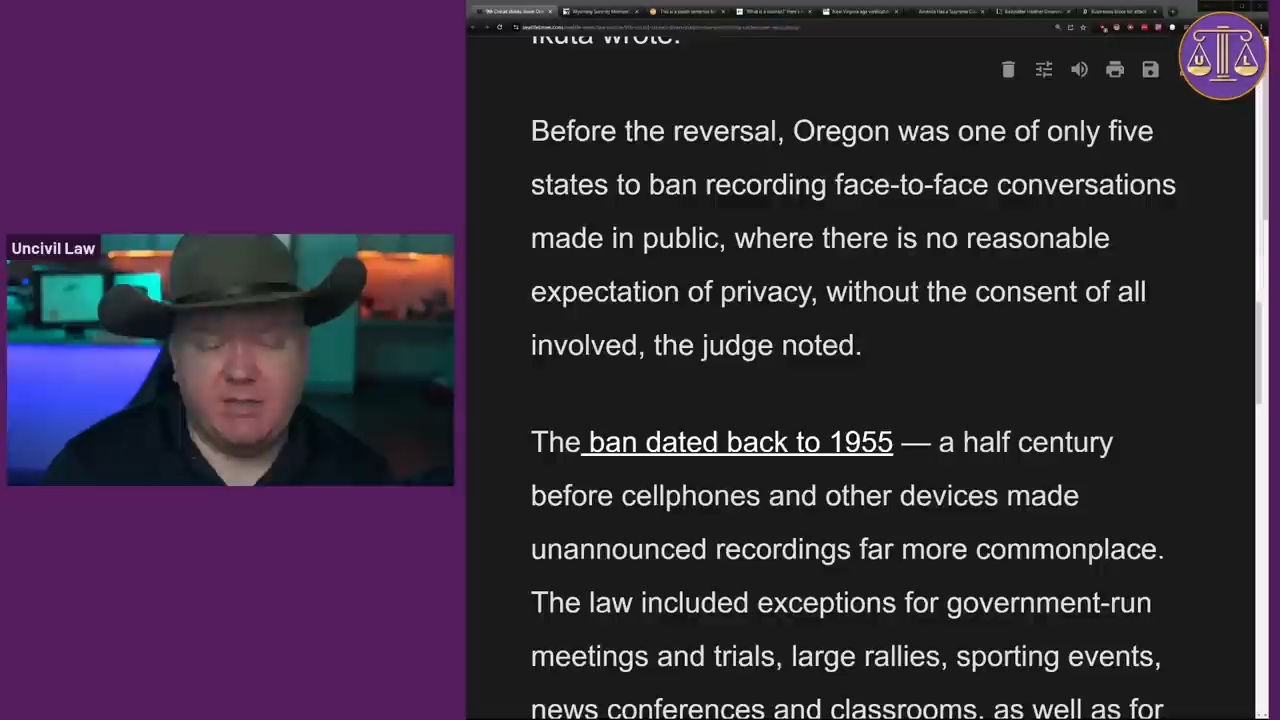 Ikuta wrote.
Before the reversal, Oregon was one of only five
states to ban recording face-to-face conversations
made in public, where there is no reasonable
expectation of privacy, without the consent of all
involved, the judge noted.
The ban dated back to 1955 — a half century
before cellphones and other devices made
unannounced recordings far more commonplace.
The law included exceptions for government-run
meetings and trials, large rallies, sporting events,
news conferences and classrooms, as well as for
Uncivil Law
U L